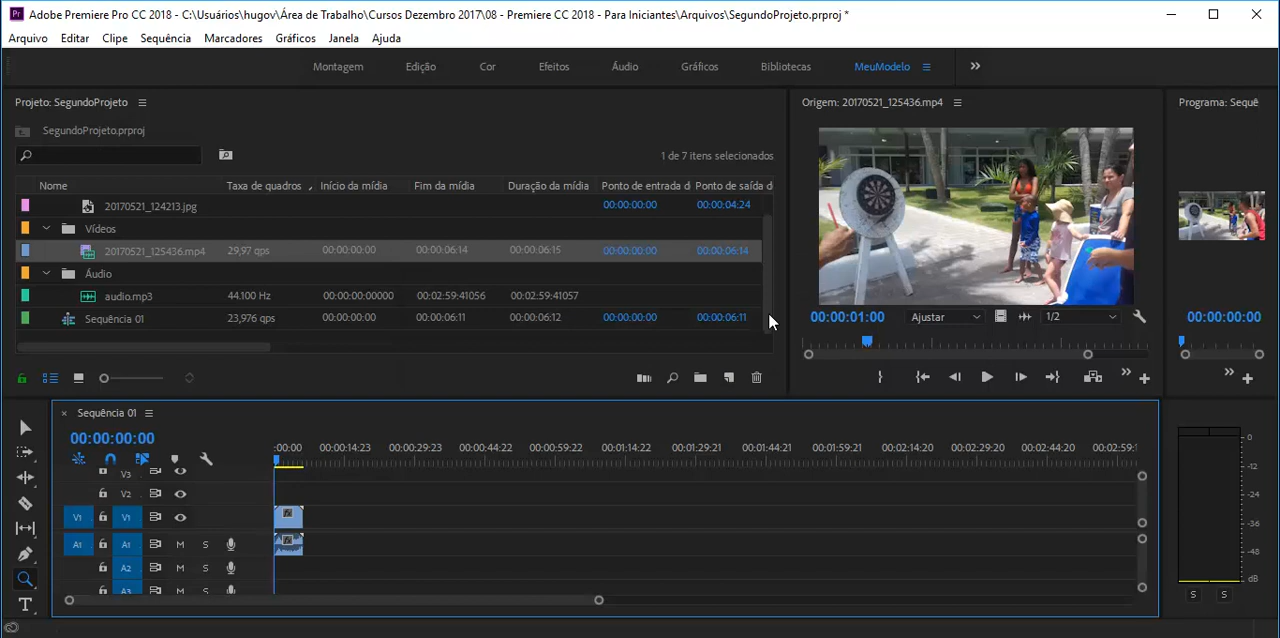 Adobe Premiere Pro CC 2018 - C:\Usuários\hugov\Área de Trabalho\Cursos Dezembro 2017\08 - Premiere CC 2018 - Para Iniciantes\Arquivos\SegundoProjeto.prproj *
Arquivo Editar Clipe Sequência Marcadores Gráficos Janela Ajuda
Montagem Edição Cor Efeitos Áudio Gráficos Bibliotecas MeuModelo
Projeto: SegundoProjeto
Origem: 20170521_125436.mp4
Programa: Sequê
SegundoProjeto.prproj
1 de 7 itens selecionados
Nome Taxa de quadros Início da mídia Fim da mídia Duração da mídia Ponto de entrada d Ponto de saída d
20170521_124213.jpg 00:00:00:00 00:00:04:24
Vídeos
20170521_125436.mp4 29,97 qps 00:00:00:00 00:00:06:14 00:00:06:15 00:00:00:00 00:00:06:14
Áudio
audio.mp3 44.100 Hz 00:00:00:00000 00:02:59:41056 00:02:59:41057
Sequência 01 23,976 qps 00:00:00:00 00:00:06:11 00:00:06:12 00:00:00:00 00:00:06:11
00:00:01:00 Ajustar 1/2
00:00:00:00
Sequência 01
00:00:00:00
:00:00 00:00:14:23 00:00:29:23 00:00:44:22 00:00:59:22 00:01:14:22 00:01:29:21 00:01:44:21 00:01:59:21 00:02:14:20 00:02:29:20 00:02:44:20 00:02:59:1
V3
V2
V1 V1
A1 A1 M S
A2 M S
A3 M S
T
0
-12
-24
-36
-48
dB
S S